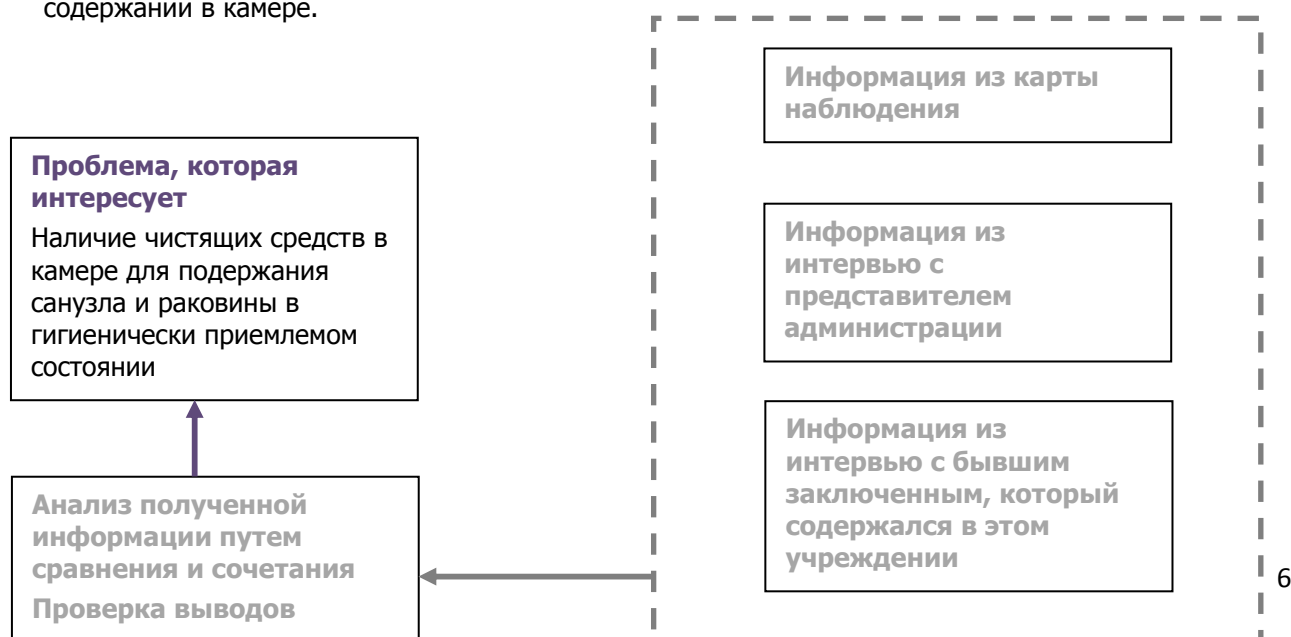 содержании в камере.
Проблема, которая
интересует
Наличие чистящих средств в
камере для подержания
санузла и раковины в
гигиенически приемлемом
состоянии
Анализ полученной
информации путем
сравнения и сочетания
Проверка выводов
Информация из карты
наблюдения
Информация из
интервью с
представителем
администрации
Информация из
интервью с бывшим
заключенным, который
содержался в этом
учреждении
6